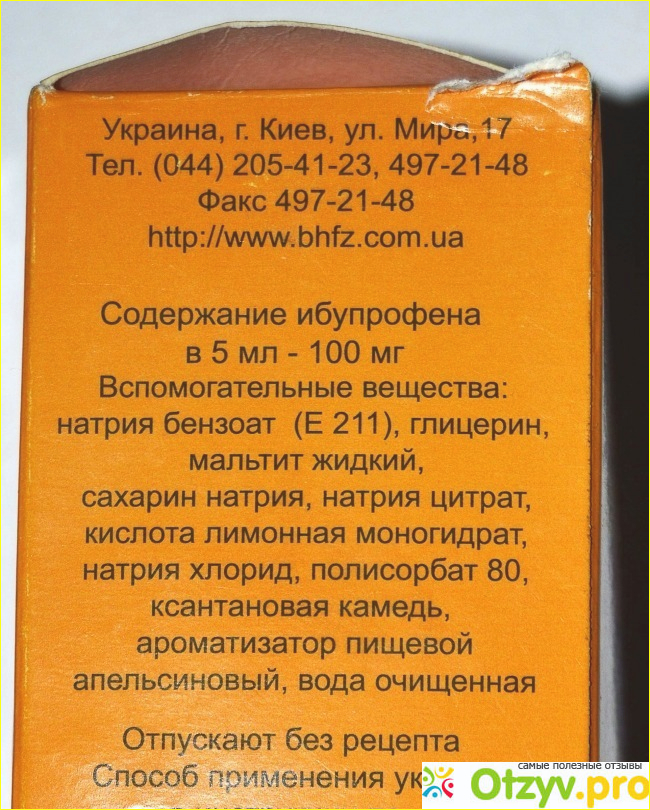 Украина, г. Киев, ул. Мира,17
Тел. (044) 205-41-23, 497-21-48
Факс 497-21-48
http://www.bhfz.com.ua
Содержание ибупрофена
в 5 мл - 100 мг
Вспомогательные вещества:
натрия бензоат (Е 211), глицерин,
мальтит жидкий,
сахарин натрия, натрия цитрат,
кислота лимонная моногидрат,
натрия хлорид, полисорбат 80,
ксантановая камедь,
ароматизатор пищевой
апельсиновый, вода очищенная
Отпускают без рецепта
Способ применения ук
самые полезные отзывы
Otzyv.pro